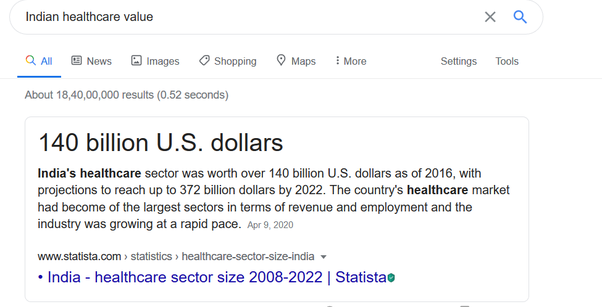 Indian healthcare value
All News Images Shopping Maps More Settings Tools
About 18,40,00,000 results (0.52 seconds)
140 billion U.S. dollars
India's healthcare sector was worth over 140 billion U.S. dollars as of 2016, with
projections to reach up to 372 billion dollars by 2022. The country's healthcare market
had become of the largest sectors in terms of revenue and employment and the
industry was growing at a rapid pace. Apr 9, 2020
www.statista.com › statistics › healthcare-sector-size-india
• India - healthcare sector size 2008-2022 | Statista